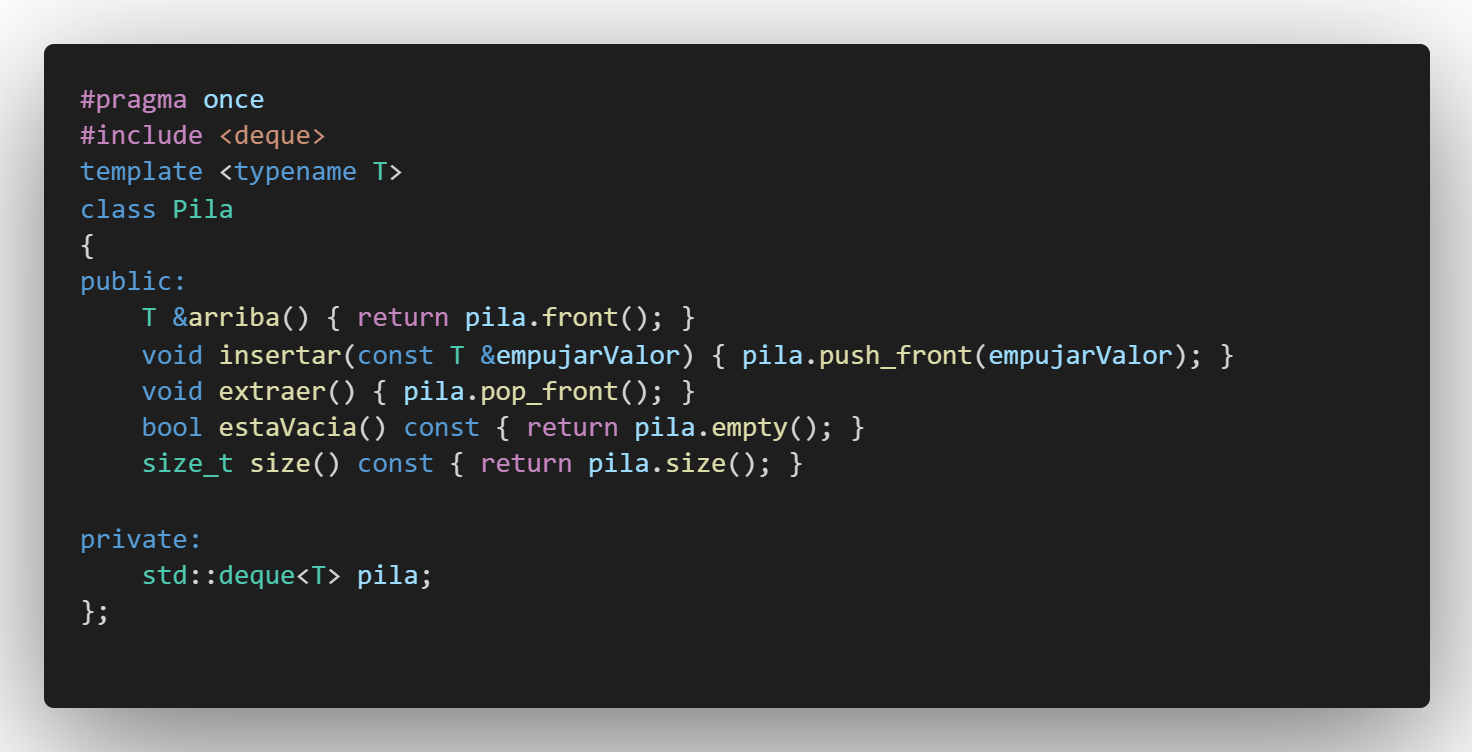 #pragma once
#include <deque>
template <typename T>
class Pila
{
public:
    T &arriba() { return pila.front(); }
    void insertar(const T &empujarValor) { pila.push_front(empujarValor); }
    void extraer() { pila.pop_front(); }
    bool estaVacia() const { return pila.empty(); }
    size_t size() const { return pila.size(); }

private:
    std::deque<T> pila;
};